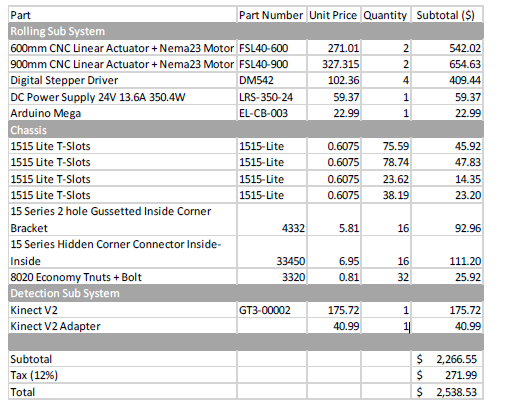 Part Part Number Unit Price Quantity Subtotal ($)
Rolling Sub System
600mm CNC Linear Actuator + Nema23 Motor FSL40-600 271.01 2 542.02
900mm CNC Linear Actuator + Nema23 Motor FSL40-900 327.315 2 654.63
Digital Stepper Driver DM542 102.36 4 409.44
DC Power Supply 24V 13.6A 350.4W LRS-350-24 59.37 1 59.37
Arduino Mega EL-CB-003 22.99 1 22.99
Chassis
1515 Lite T-Slots 1515-Lite 0.6075 75.59 45.92
1515 Lite T-Slots 1515-Lite 0.6075 78.74 47.83
1515 Lite T-Slots 1515-Lite 0.6075 23.62 14.35
1515 Lite T-Slots 1515-Lite 0.6075 38.19 23.20
15 Series 2 hole Gussetted Inside Corner
Bracket 4332 5.81 16 92.96
15 Series Hidden Corner Connector Inside-
Inside 33450 6.95 16 111.20
8020 Economy Tnuts + Bolt 3320 0.81 32 25.92
Detection Sub System
Kinect V2 GT3-00002 175.72 1 175.72
Kinect V2 Adapter 40.99 1 40.99
Subtotal $ 2,266.55
Tax (12%) $ 271.99
Total $ 2,538.53